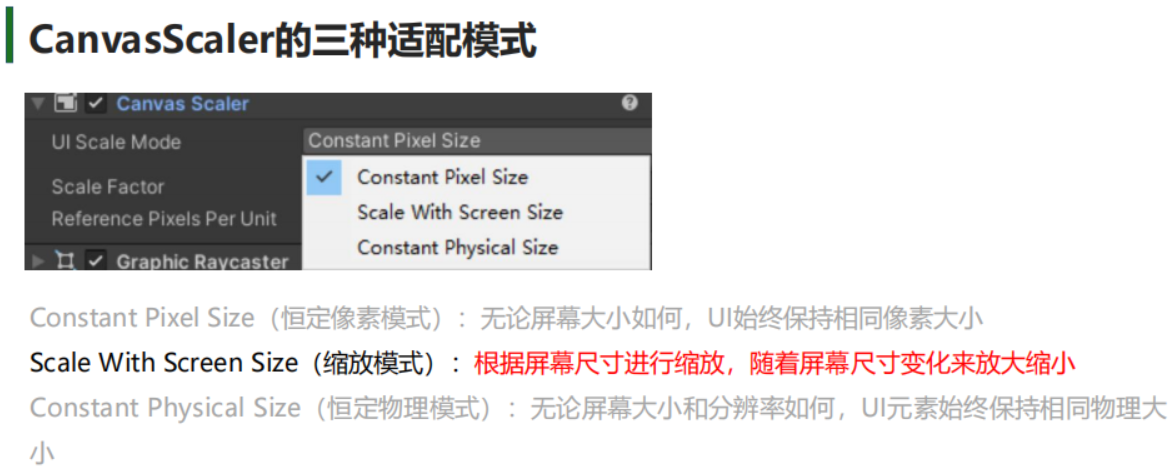 CanvasScaler的三种适配模式
Canvas Scaler
UI Scale Mode
Constant Pixel Size
Constant Pixel Size
Scale Factor
Scale With Screen Size
Reference Pixels Per Unit
Constant Physical Size
Graphic Raycaster
Constant Pixel Size（恒定像素模式）：无论屏幕大小如何，UI始终保持相同像素大小
Scale With Screen Size（缩放模式）：根据屏幕尺寸进行缩放，随着屏幕尺寸变化来放大缩小
Constant Physical Size（恒定物理模式）：无论屏幕大小和分辨率如何，UI元素始终保持相同物理大
小